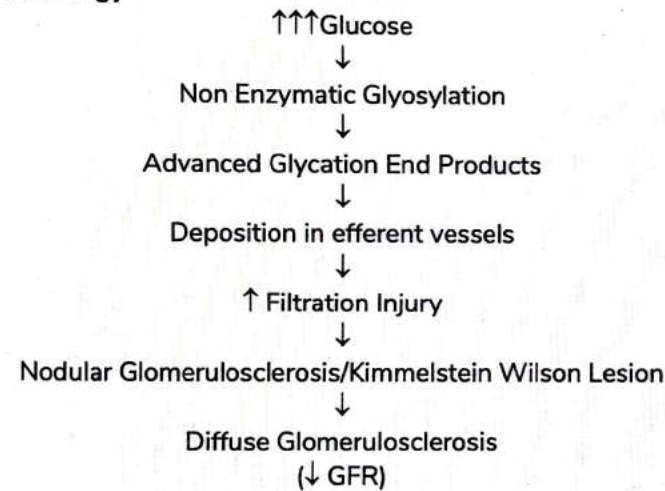 ↑↑↑Glucose
↓
Non Enzymatic Glyosylation
↓
Advanced Glycation End Products
↓
Deposition in efferent vessels
↓
↑ Filtration Injury
↓
Nodular Glomerulosclerosis/Kimmelstein Wilson Lesion
↓
Diffuse Glomerulosclerosis
(↓ GFR)